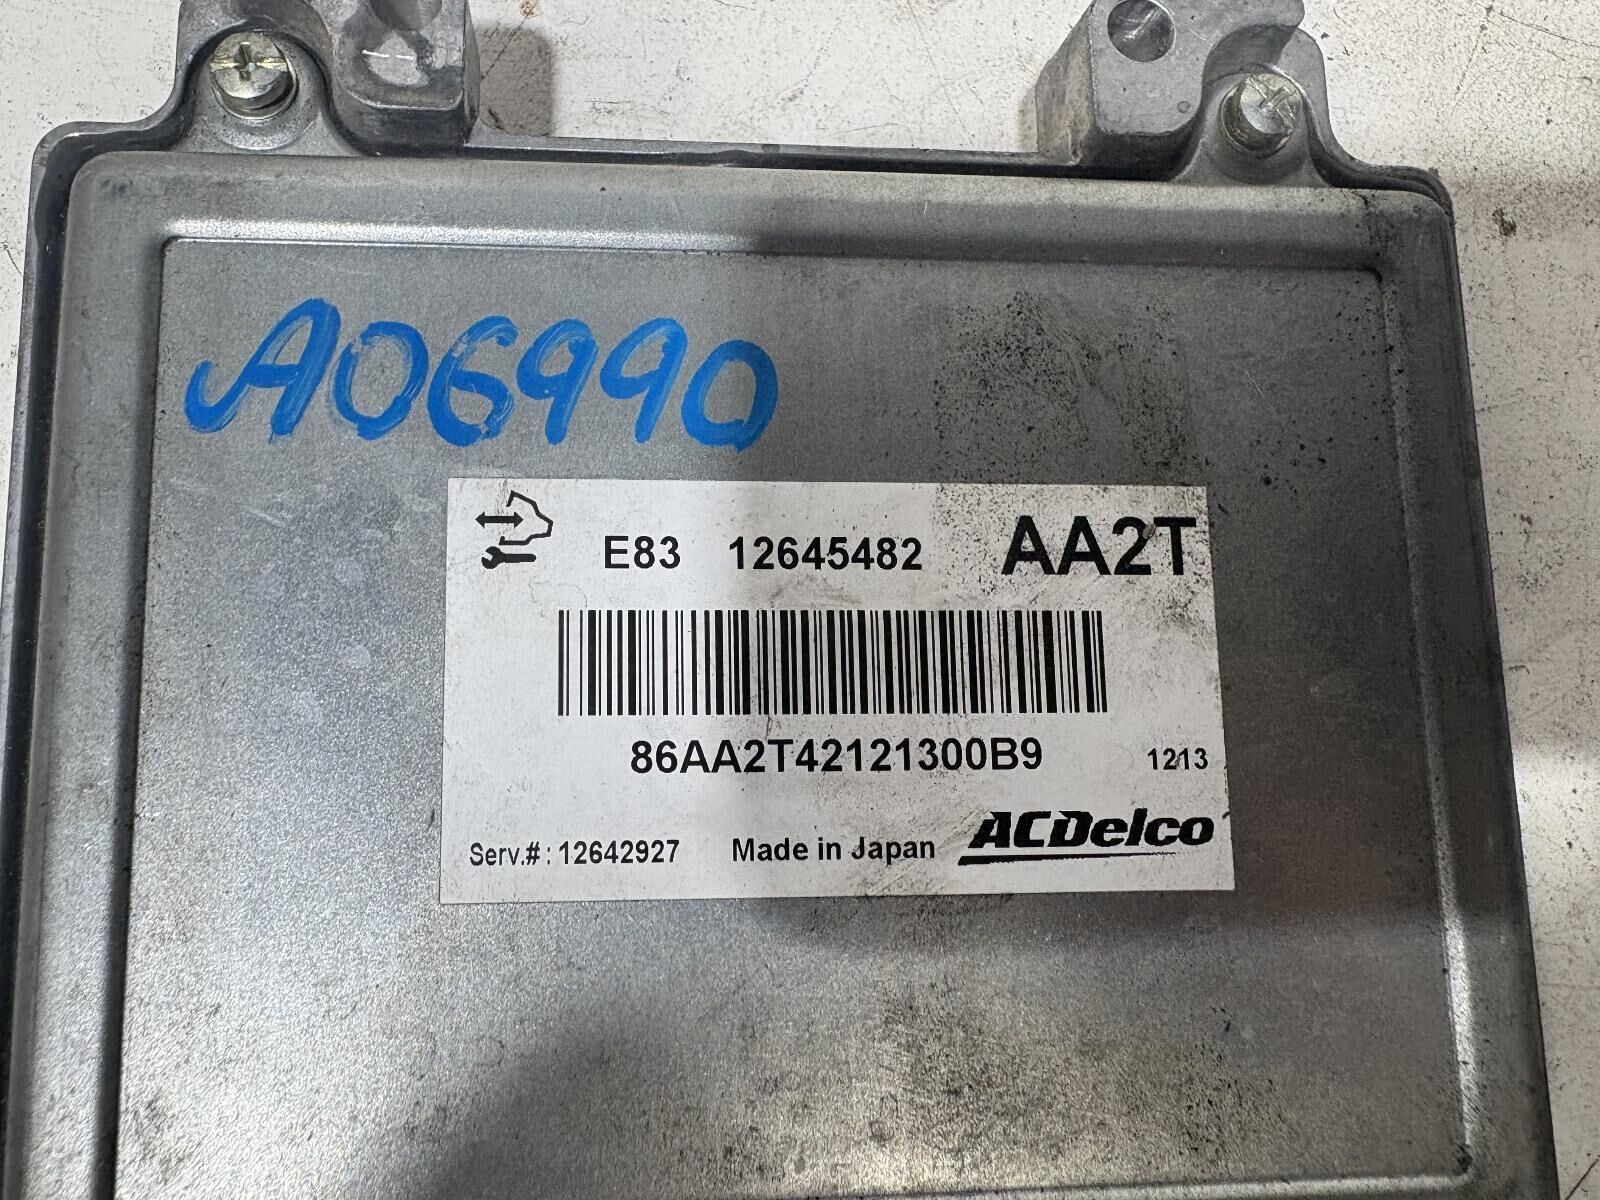 A06990
E83 12645482 AA2T
86AA2T42121300B9 1213
Serv.#: 12642927 Made in Japan ACDelco